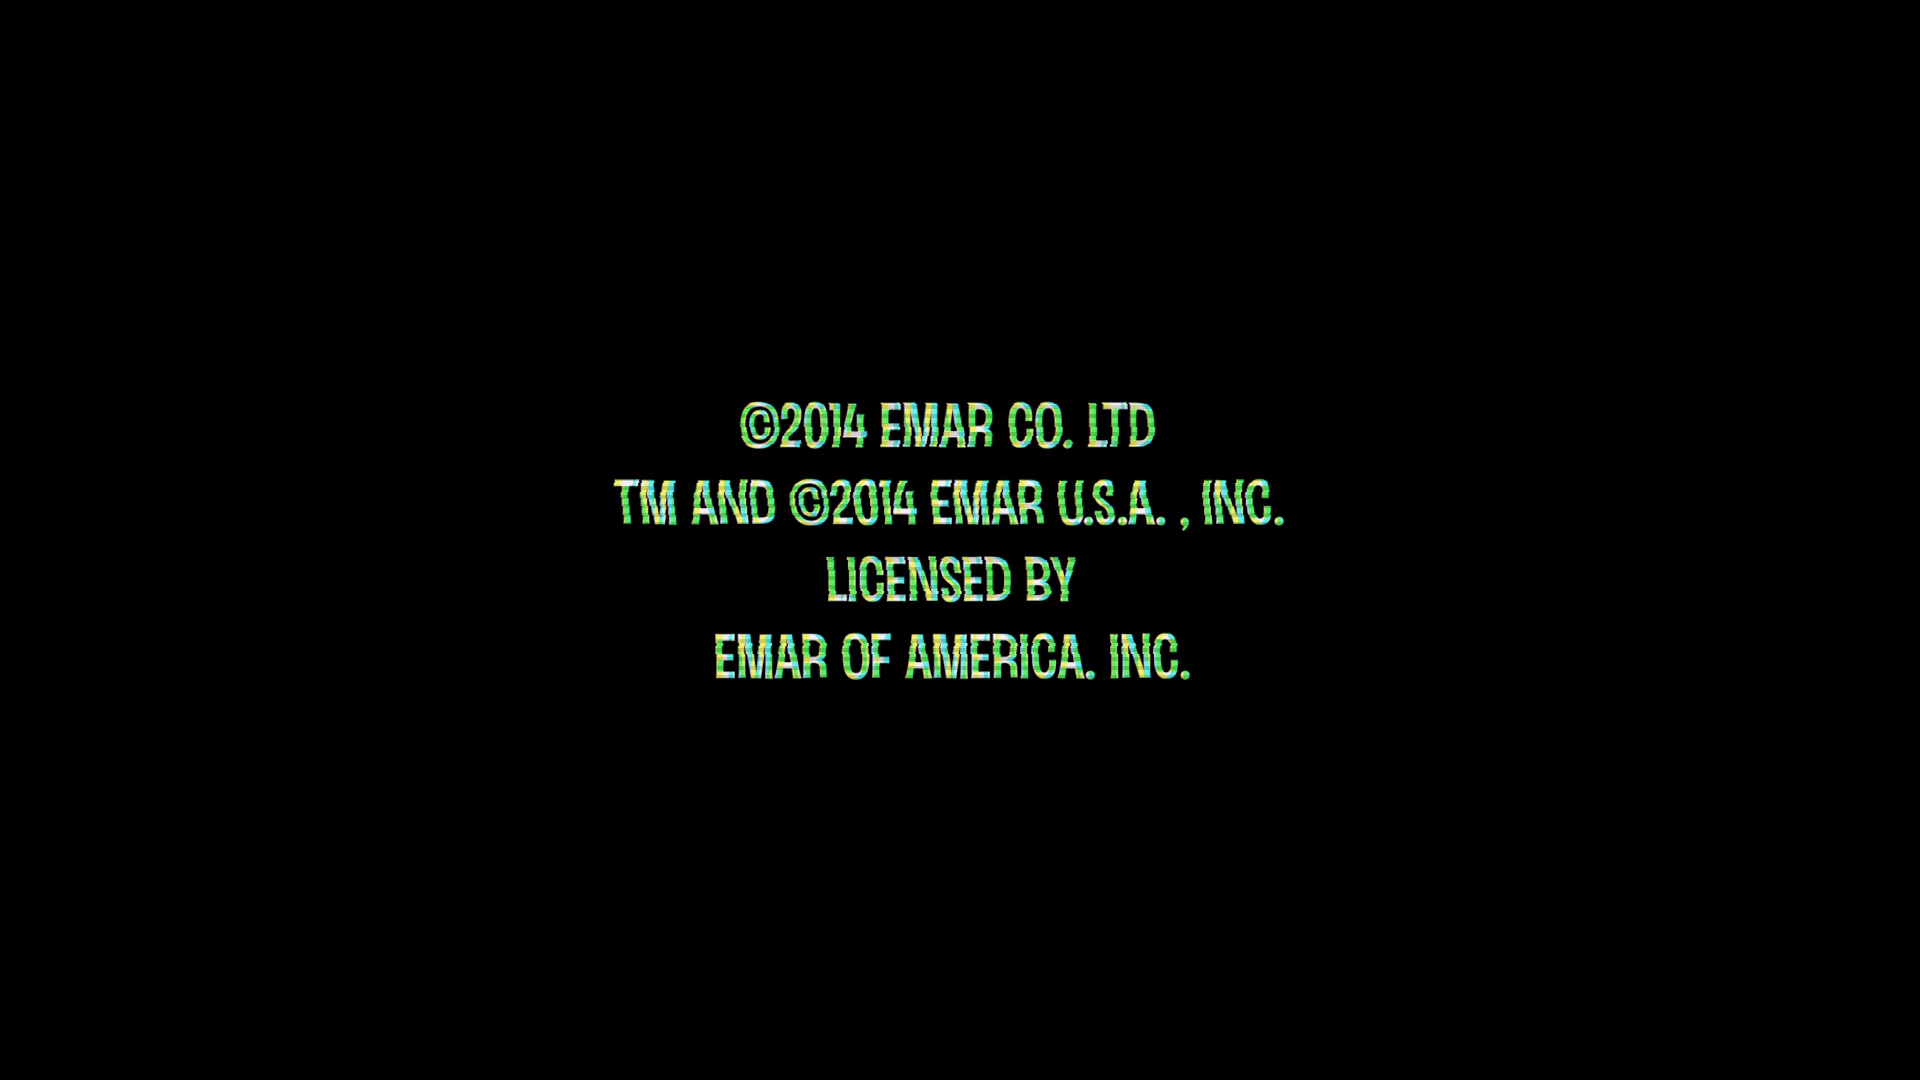 ©2014 EMAR CO. LTD
TM AND ©2014 EMAR U.S.A. , INC.
LICENSED BY
EMAR OF AMERICA. INC.